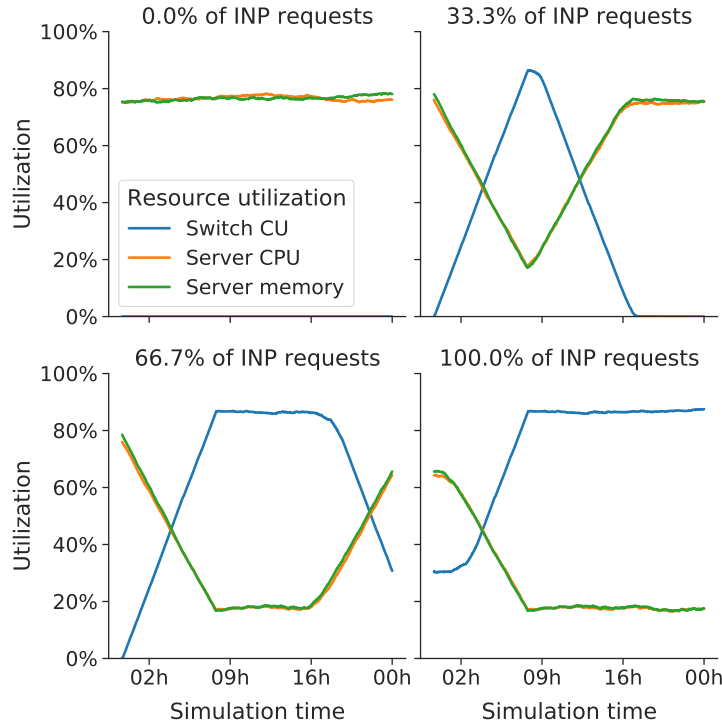 0.0% of INP requests
33.3% of INP requests
100%
80%
60%
40%
20%
0%
Utilization
Resource utilization
Switch CU
Server CPU
Server memory
66.7% of INP requests
100.0% of INP requests
100%
80%
60%
40%
20%
0%
Utilization
02h 09h 16h 00h
02h 09h 16h 00h
Simulation time
Simulation time